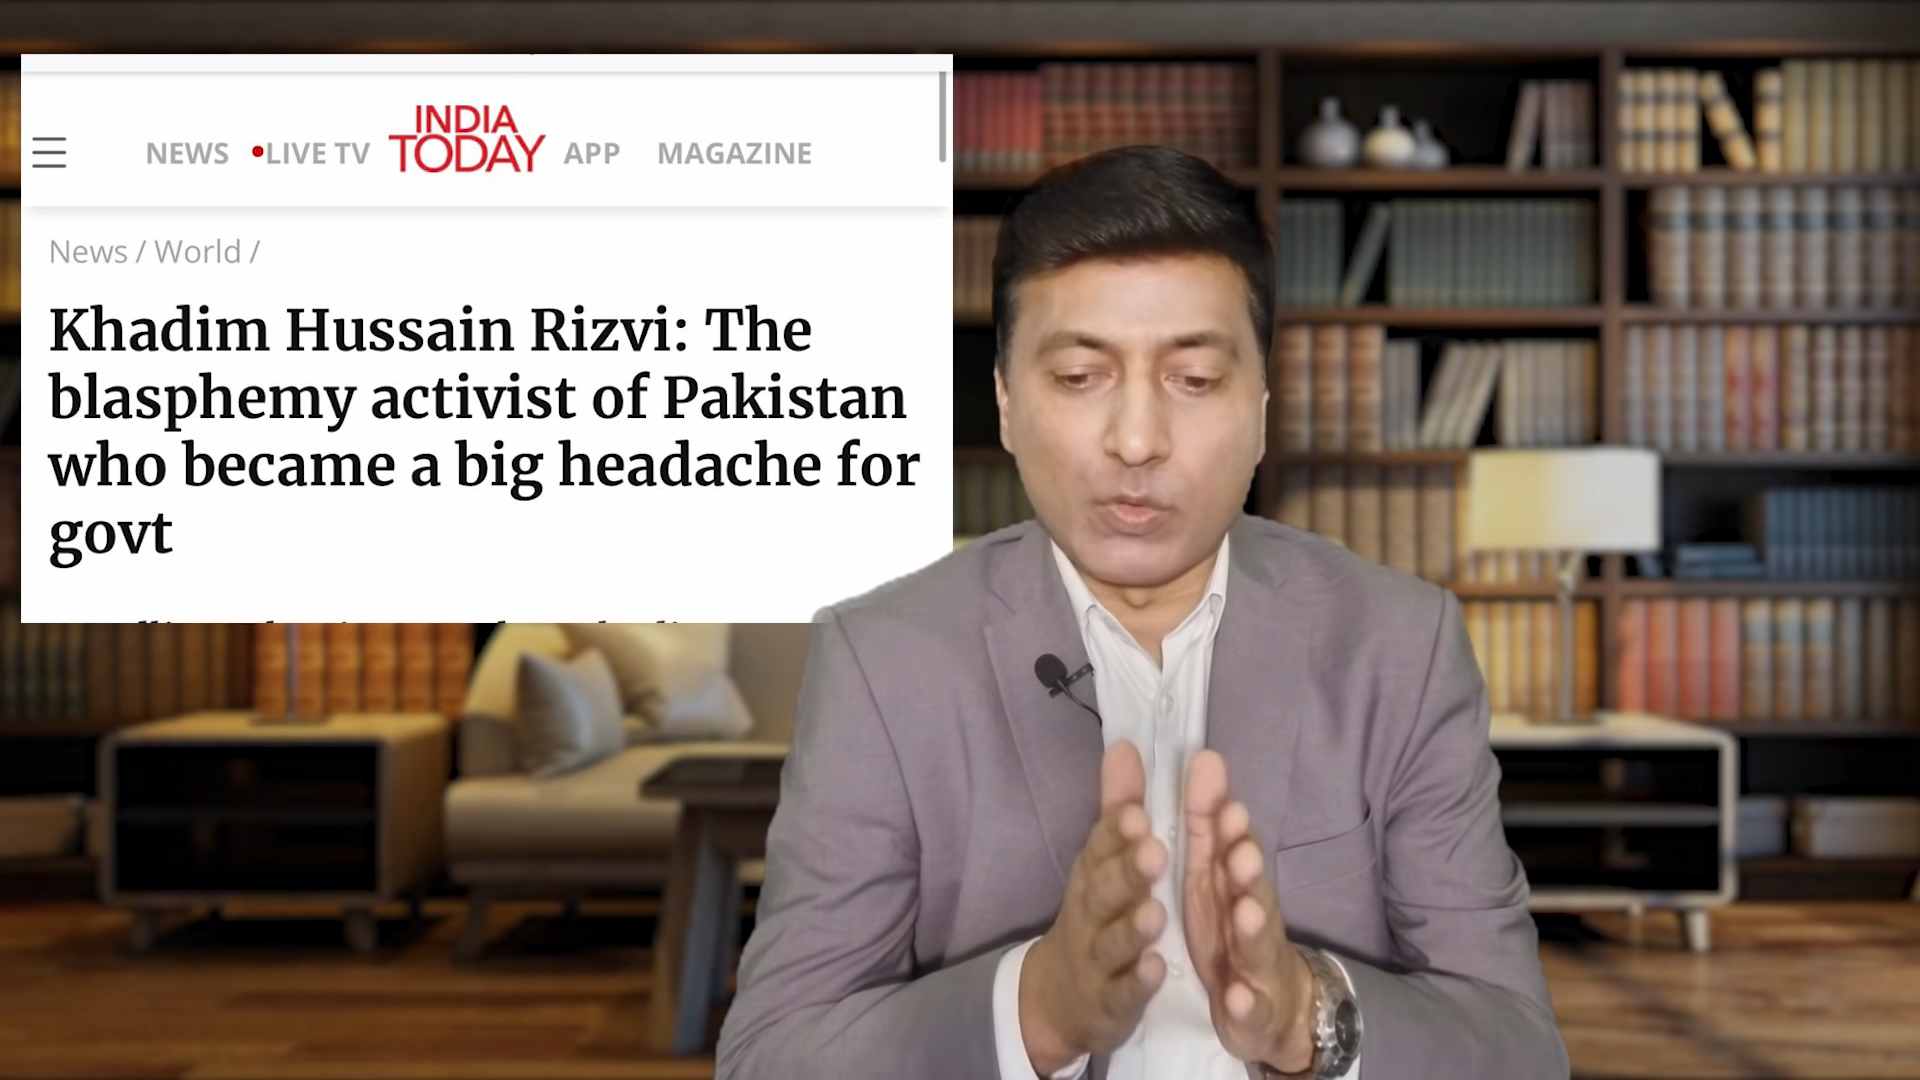 NEWS •LIVE TV INDIA TODAY APP MAGAZINE
News / World /
Khadim Hussain Rizvi: The
blasphemy activist of Pakistan
who became a big headache for
govt